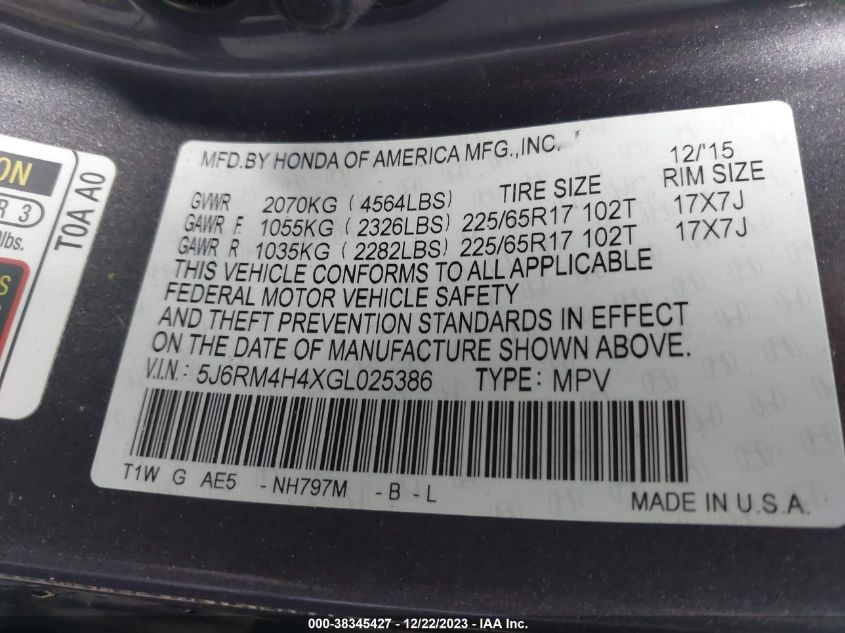 MFD.BY HONDA OF AMERICA MFG.,INC. 12/'15
TIRE SIZE RIM SIZE
GVWR 2070KG ( 4564LBS)
GAWR F 1055KG ( 2326LBS) 225/65R17 102T 17X7J
GAWR R 1035KG ( 2282LBS) 225/65R17 102T 17X7J
THIS VEHICLE CONFORMS TO ALL APPLICABLE
FEDERAL MOTOR VEHICLE SAFETY
AND THEFT PREVENTION STANDARDS IN EFFECT
ON THE DATE OF MANUFACTURE SHOWN ABOVE.
V.I.N.: 5J6RM4H4XGL025386 TYPE: MPV
T1W G AE5 -NH797M -B -L
MADE IN U.S.A.
ON
R 3
lbs.
S
T0A A0
000-38345427 - 12/22/2023 - IAA Inc.